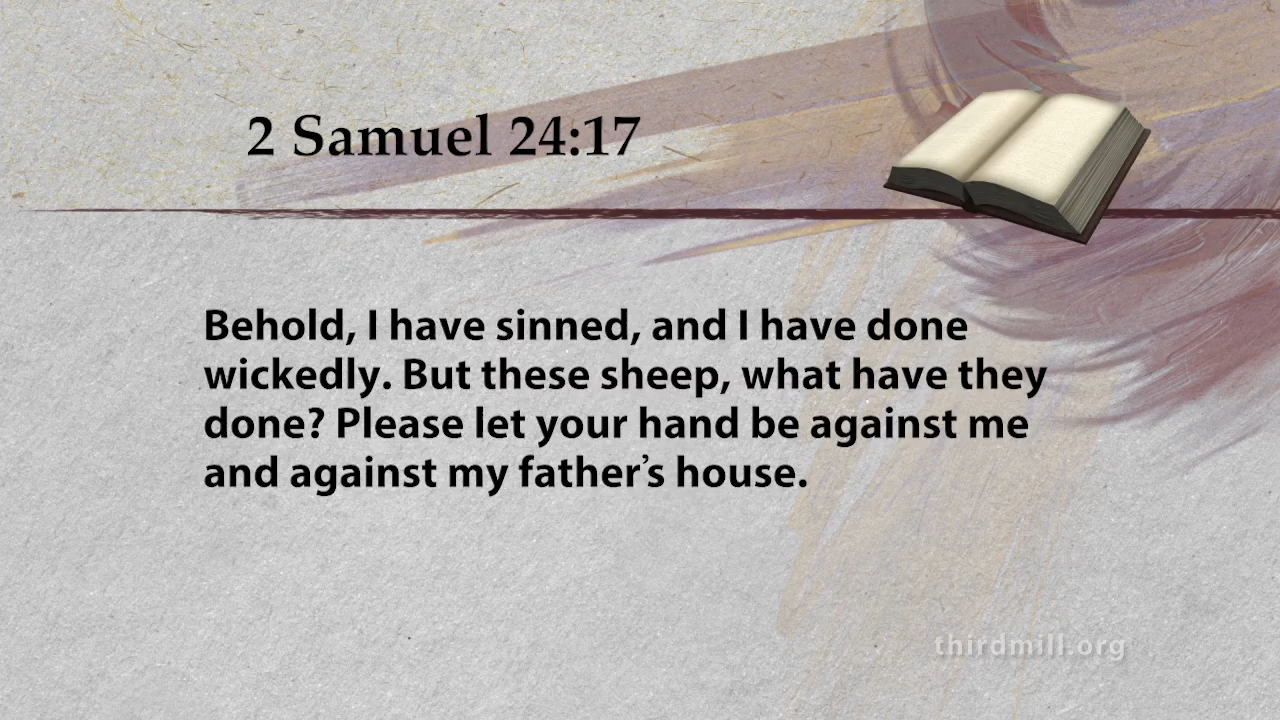 2 Samuel 24:17
Behold, I have sinned, and I have done
wickedly. But these sheep, what have they
done? Please let your hand be against me
and against my father’s house.
thirdmill.org